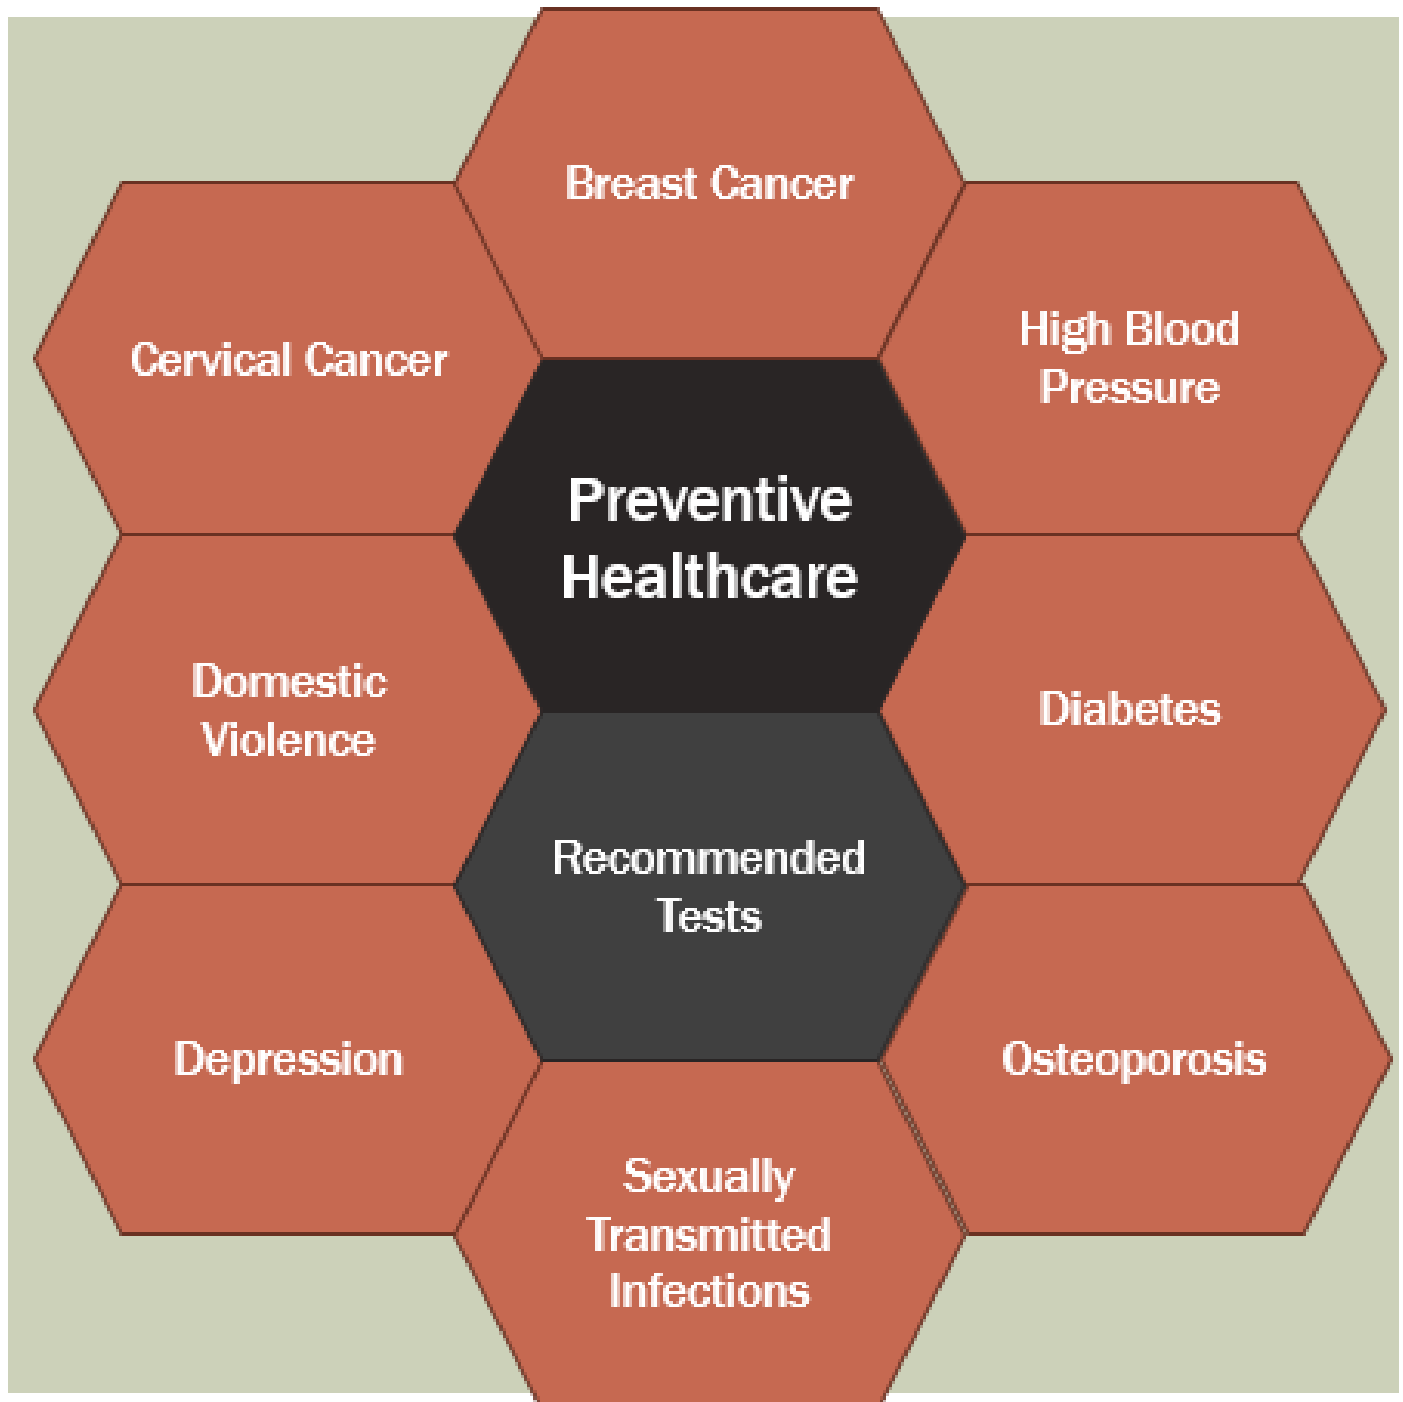 Breast Cancer
Cervical Cancer
High Blood
Pressure
Preventive
Healthcare
Domestic
Violence
Diabetes
Recommended
Tests
Depression
Osteoporosis
Sexually
Transmitted
Infections